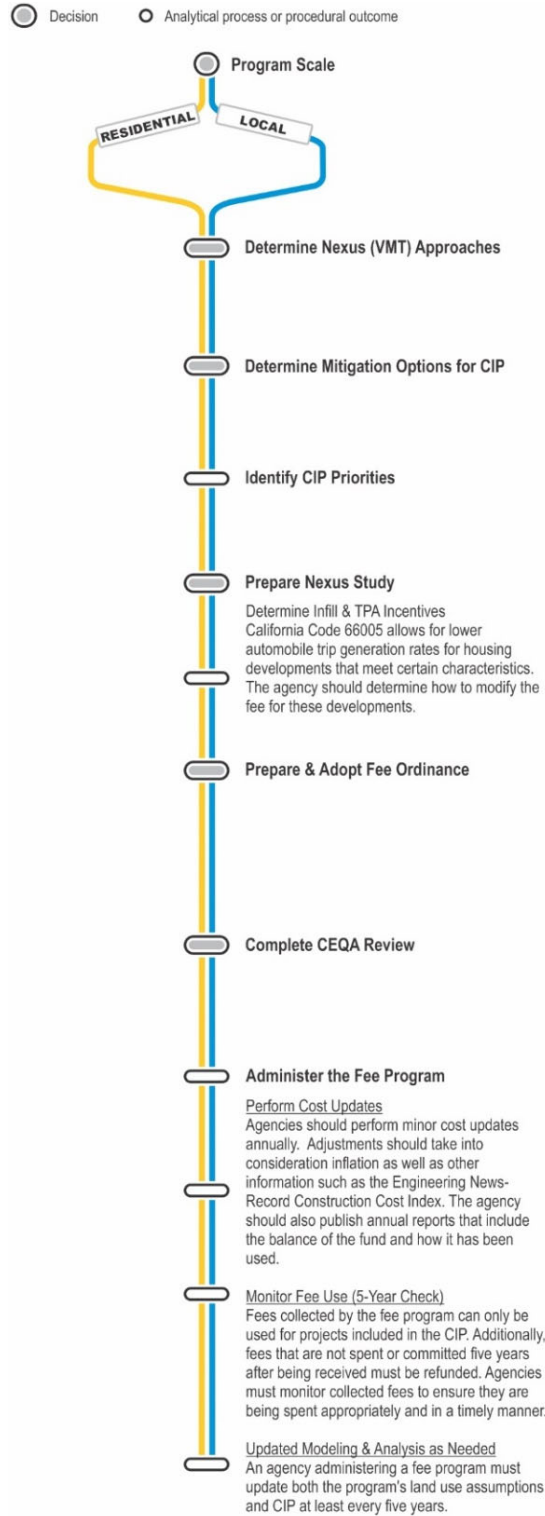 Decision
Analytical process or procedural outcome
Program Scale
RESIDENTIAL
LOCAL
Determine Nexus (VMT) Approaches
Determine Mitigation Options for CIP
Identify CIP Priorities
Prepare Nexus Study
Determine Infill & TPA Incentives
California Code 66005 allows for lower
automobile trip generation rates for housing
developments that meet certain characteristics.
The agency should determine how to modify the
fee for these developments.
Prepare & Adopt Fee Ordinance
Complete CEQA Review
Administer the Fee Program
Perform Cost Updates
Agencies should perform minor cost updates
annually. Adjustments should take into
consideration inflation as well as other
information such as the Engineering News-
Record Construction Cost Index. The agency
should also publish annual reports that include
the balance of the fund and how it has been
used.
Monitor Fee Use (5-Year Check)
Fees collected by the fee program can only be
used for projects included in the CIP. Additionally,
fees that are not spent or committed five years
after being received must be refunded. Agencies
must monitor collected fees to ensure they are
being spent appropriately and in a timely manner.
Updated Modeling & Analysis as Needed
An agency administering a fee program must
update both the program's land use assumptions
and CIP at least every five years.